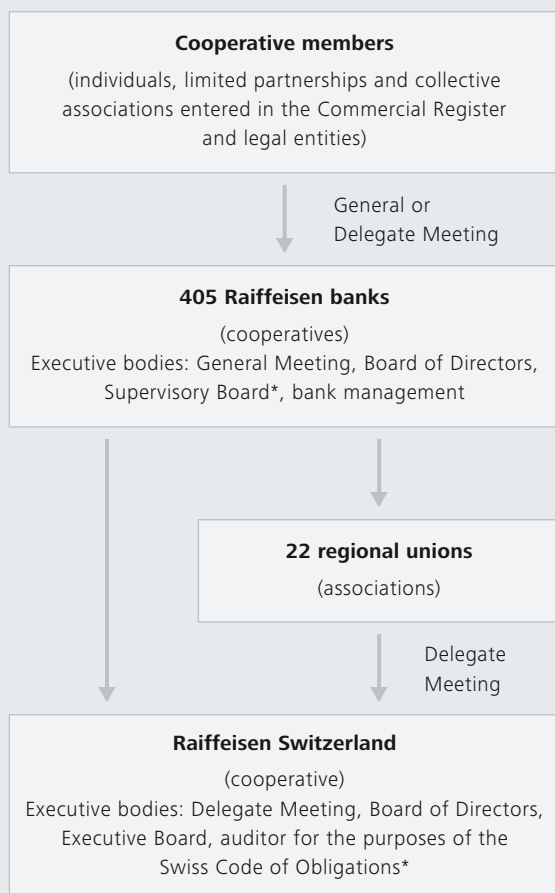 Cooperative members
(individuals, limited partnerships and collective
associations entered in the Commercial Register
and legal entities)
General or
Delegate Meeting
405 Raiffeisen banks
(cooperatives)
Executive bodies: General Meeting, Board of Directors,
Supervisory Board*, bank management
22 regional unions
(associations)
Delegate
Meeting
Raiffeisen Switzerland
(cooperative)
Executive bodies: Delegate Meeting, Board of Directors,
Executive Board, auditor for the purposes of the
Swiss Code of Obligations*